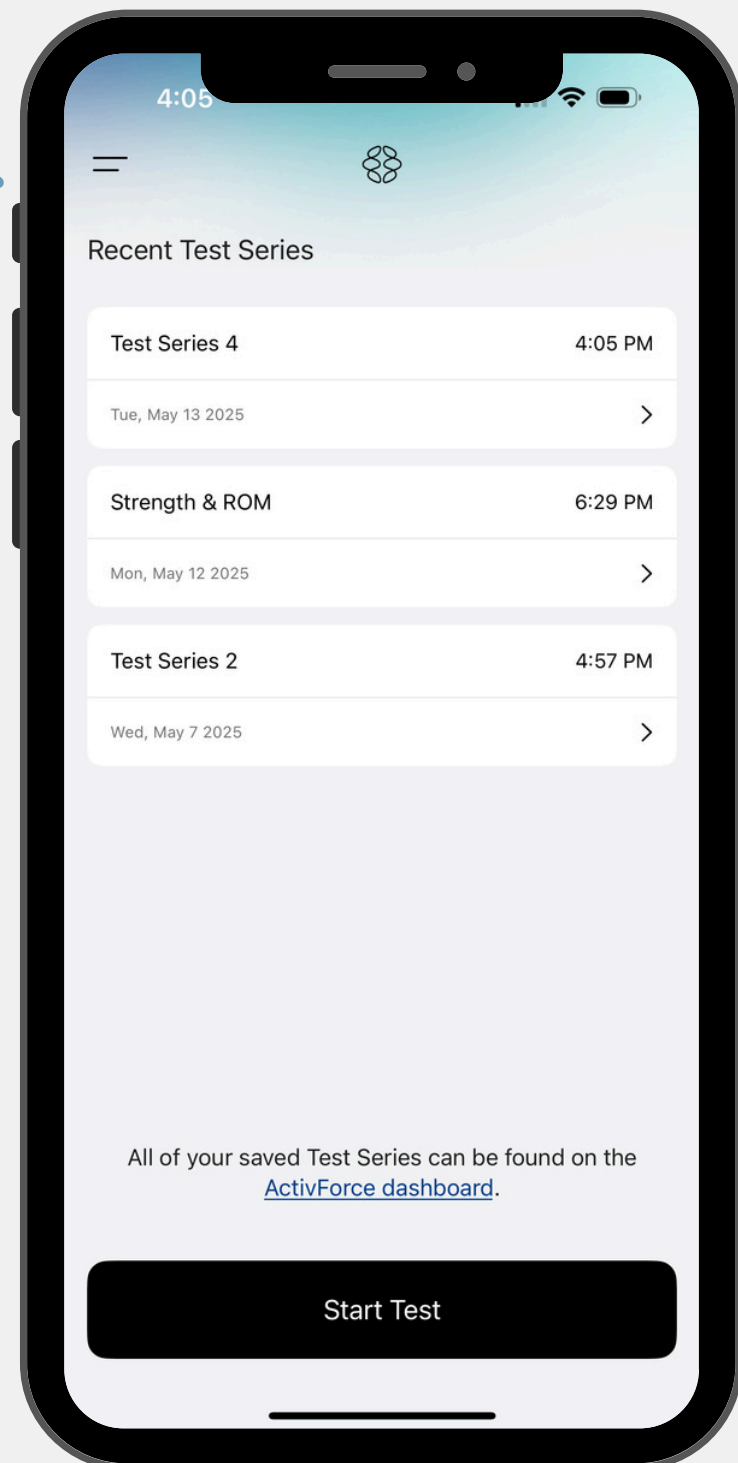 4:05
Recent Test Series
Test Series 4 4:05 PM
Tue, May 13 2025
Strength & ROM 6:29 PM
Mon, May 12 2025
Test Series 2 4:57 PM
Wed, May 7 2025
All of your saved Test Series can be found on the
ActivForce dashboard.
Start Test